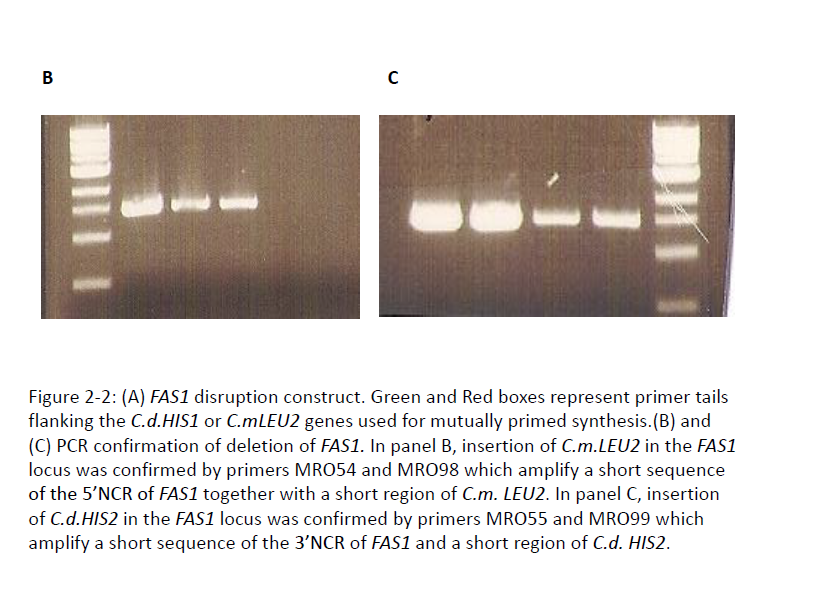 B
C
Figure 2-2: (A) FAS1 disruption construct. Green and Red boxes represent primer tails
flanking the C.d.HIS1 or C.mLEU2 genes used for mutually primed synthesis.(B) and
(C) PCR confirmation of deletion of FAS1. In panel B, insertion of C.m.LEU2 in the FAS1
locus was confirmed by primers MRO54 and MRO98 which amplify a short sequence
of the 5’NCR of FAS1 together with a short region of C.m. LEU2. In panel C, insertion
of C.d.HIS2 in the FAS1 locus was confirmed by primers MRO55 and MRO99 which
amplify a short sequence of the 3’NCR of FAS1 and a short region of C.d. HIS2.